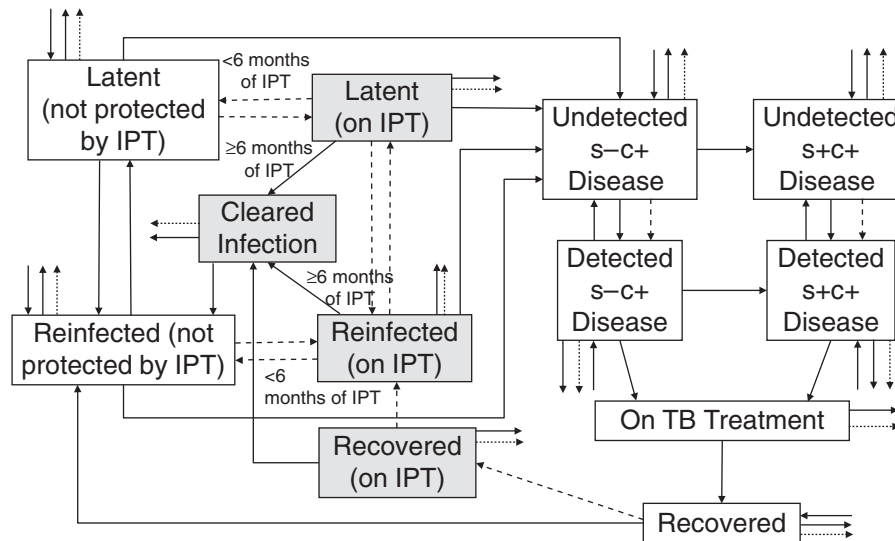 Latent
(not protected
by IPT)
<6 months
of IPT
Latent
(on IPT)
Undetected
s−c+
Disease
Undetected
s+c+
Disease
≥6 months
of IPT
Cleared
Infection
Detected
s−c+
Disease
Detected
s+c+
Disease
≥6 months
of IPT
Reinfected (not
protected by IPT)
Reinfected
(on IPT)
<6
months of IPT
On TB Treatment
Recovered
(on IPT)
Recovered